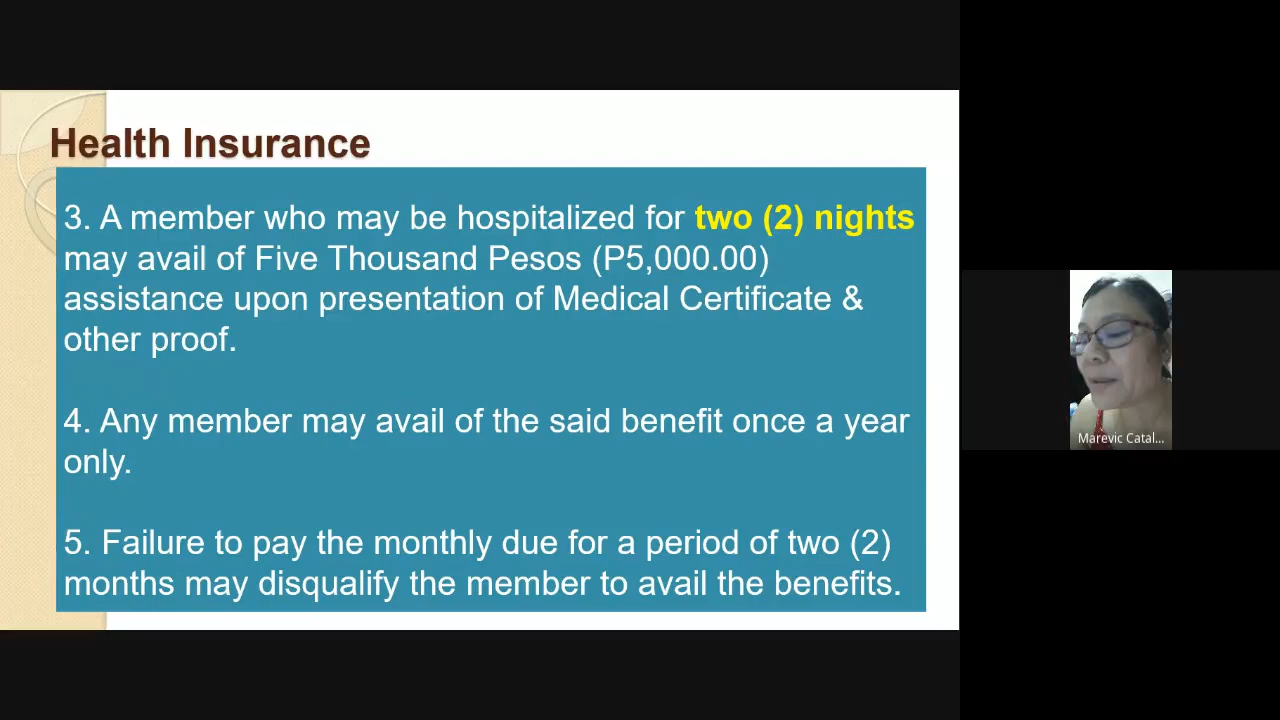 Health Insurance
3. A member who may be hospitalized for two (2) nights
may avail of Five Thousand Pesos (P5,000.00)
assistance upon presentation of Medical Certificate &
other proof.
4. Any member may avail of the said benefit once a year
only.
5. Failure to pay the monthly due for a period of two (2)
months may disqualify the member to avail the benefits.
Marevic Catal...